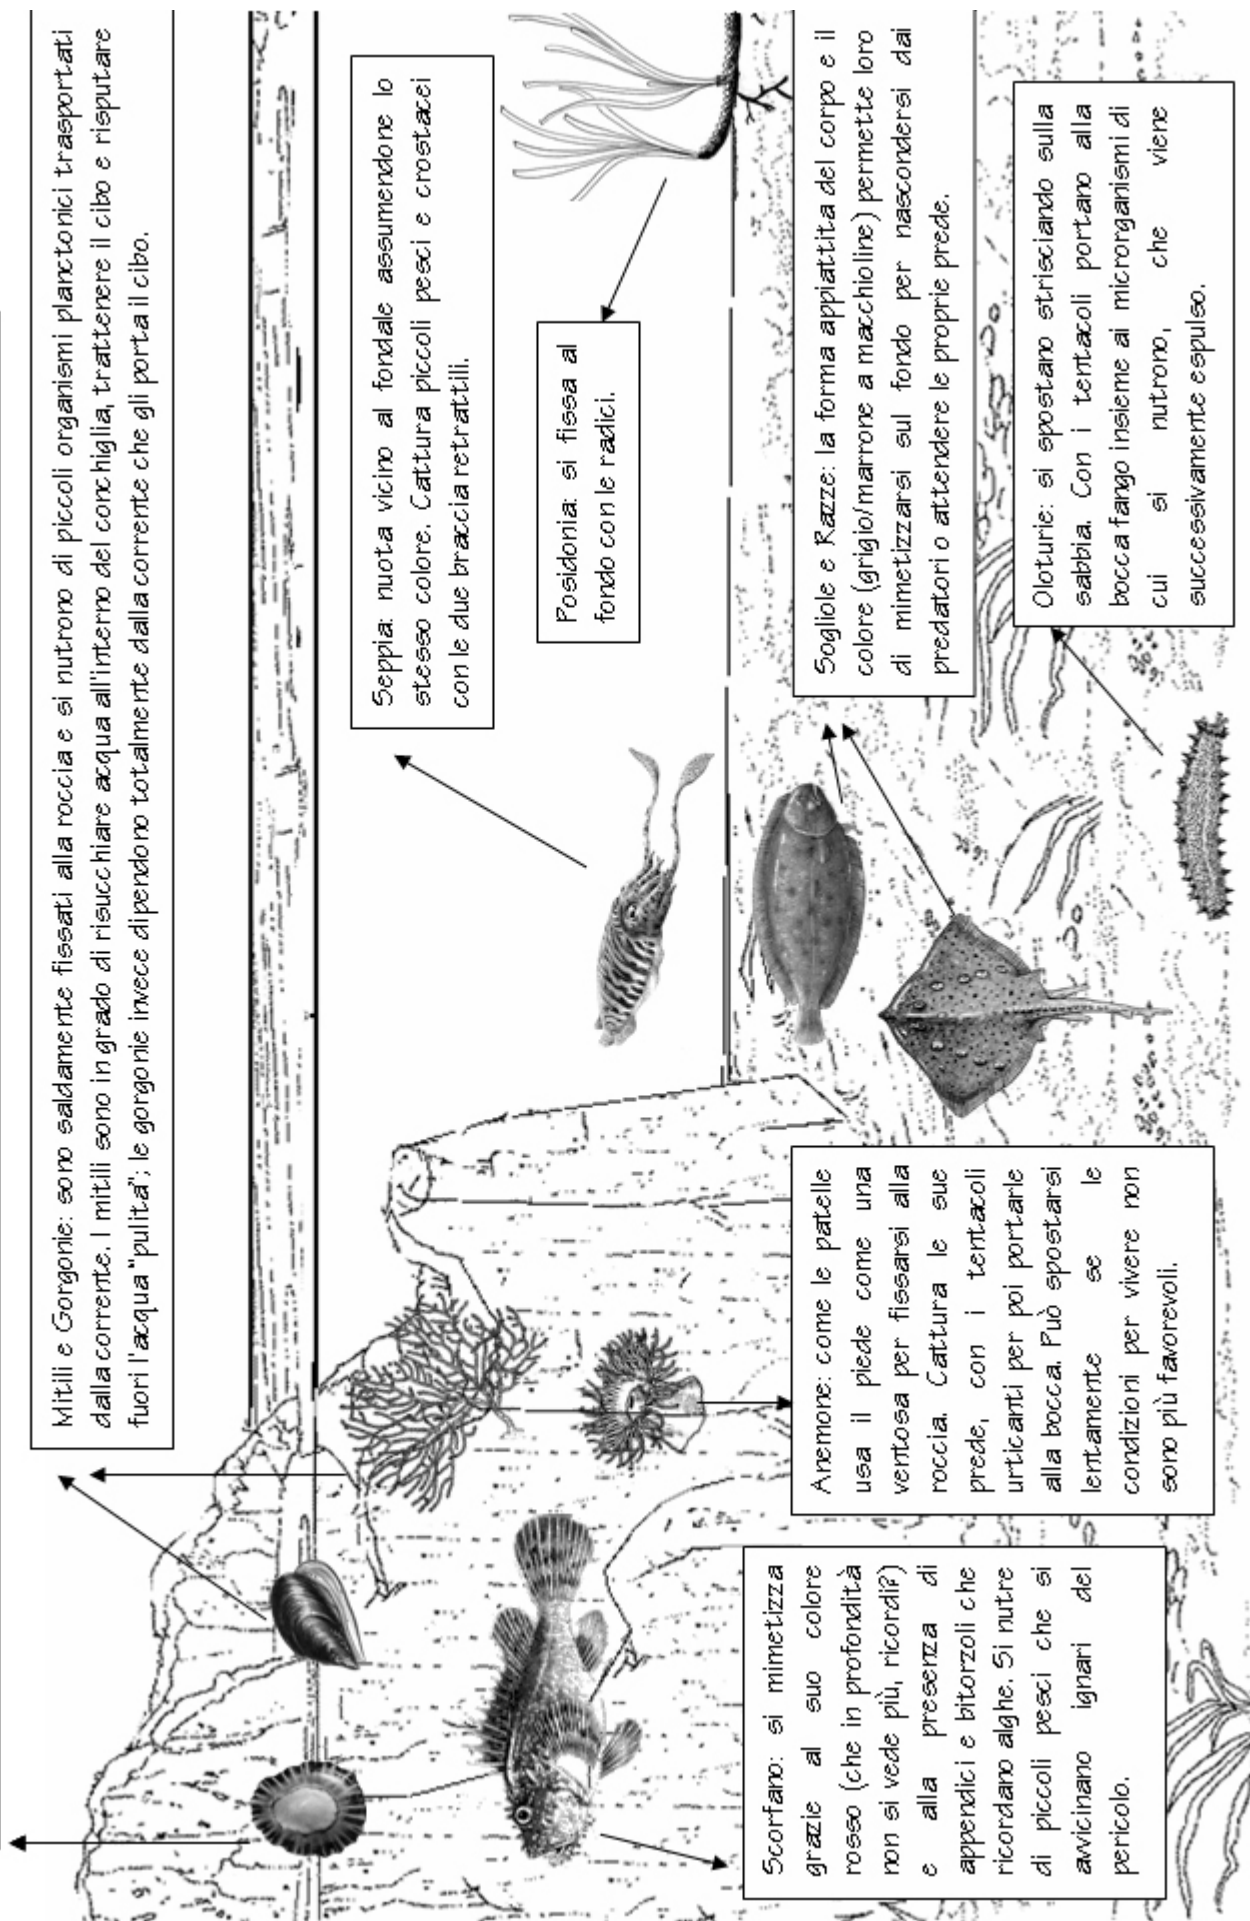 Mitili e Gorgonie: sono saldamente fissati alla roccia e si nutrono di piccoli organismi planctonici trasportati
dalla corrente. I mitili sono in grado di risucchiare acqua all'interno del conchiglia, trattenere il cibo e risputare
fuori l'acqua "pulita"; le gorgonie invece dipendono totalmente dalla corrente che gli porta il cibo.
Seppia: nuota vicino al fondale assumendone lo
stesso colore. Cattura piccoli pesci e crostacei
con le due braccia retrattili.
Posidonia: si fissa al
fondo con le radici.
Sogliole e Razze: la forma appiattita del corpo e il
colore (grigio/marrone a macchioline) permette loro
di mimetizzarsi sul fondo per nascondersi dai
predatori o attendere le proprie prede.
Oloturie: si spostano strisciando sulla
sabbia. Con i tentacoli portano alla
bocca fango insieme ai microrganismi di
cui si nutrono, che viene
successivamente espulso.
Anemone: come le patelle
usa il piede come una
ventosa per fissarsi alla
roccia. Cattura le sue
prede, con i tentacoli
urticanti per poi portarle
alla bocca. Può spostarsi
lentamente se le
condizioni per vivere non
sono più favorevoli.
Scorfano: si mimetizza
grazie al suo colore
rosso (che in profondità
non si vede più, ricordi?)
e alla presenza di
appendici e bitorzoli che
ricordano alghe. Si nutre
di piccoli pesci che si
avvicinano ignari del
pericolo.